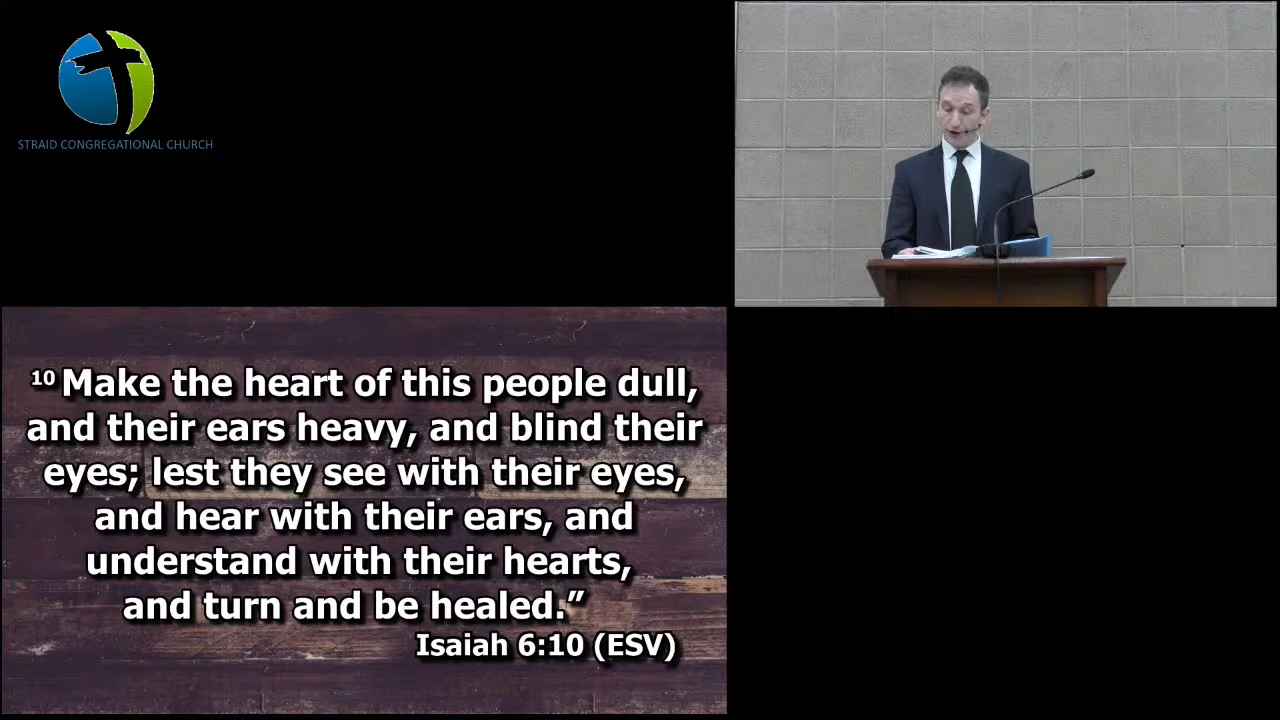 STRAID CONGREGATIONAL CHURCH
10 Make the heart of this people dull,
and their ears heavy, and blind their
eyes; lest they see with their eyes,
and hear with their ears, and
understand with their hearts,
and turn and be healed.”
Isaiah 6:10 (ESV)